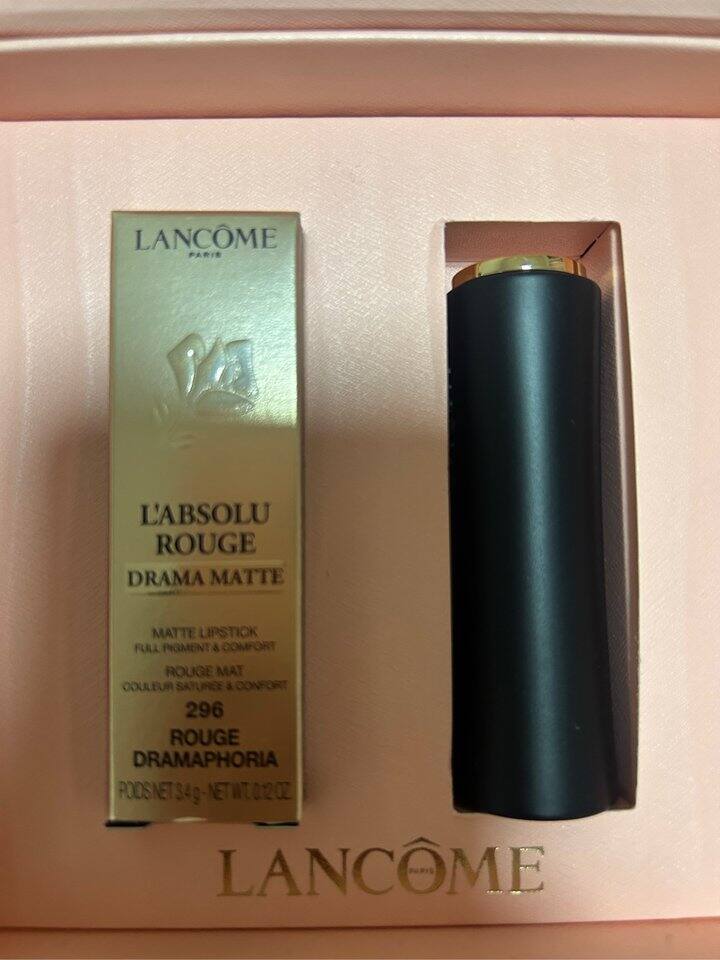 LANCÔME
PARIS
L'ABSOLU
ROUGE
DRAMA MATTE
MATTE LIPSTICK
FULL PIGMENT & COMFORT
ROUGE MAT
COULEUR SATURÉE & CONFORT
296
ROUGE
DRAMAPHORIA
POIDS NET 3.4 g - NET WT. 0.12 OZ.
LANCÔME
PARIS